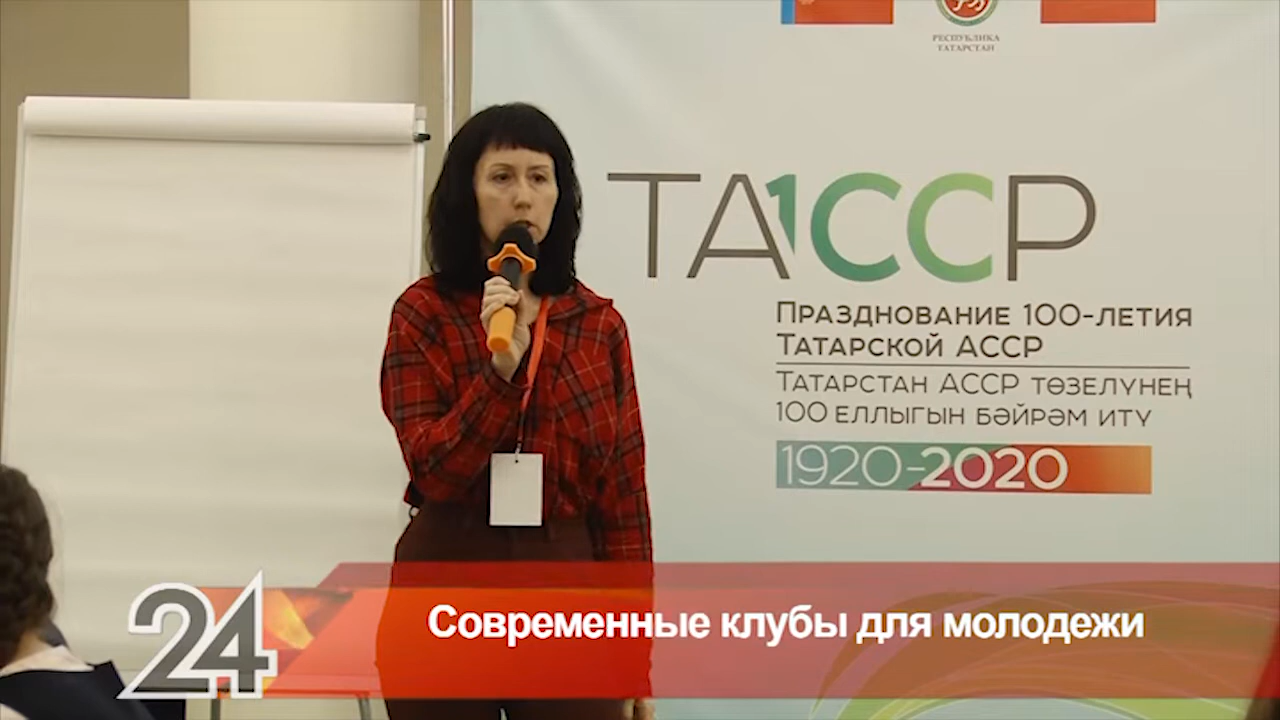 РЕСПУБЛИКА
ТАТАРСТАН
ТА1ССР
Празднование 100-летия
Татарской АССР
Татарстан АССР төзелүнең
100 еллыгын бәйрәм итү
1920-2020
24
Современные клубы для молодежи